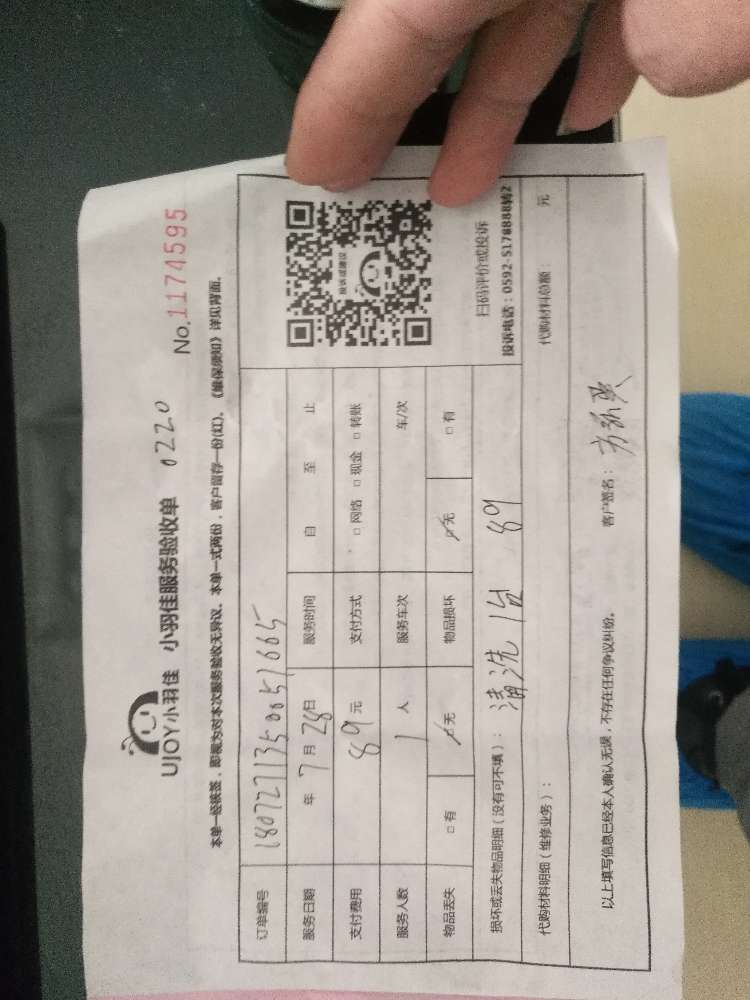 UJOY小羽佳 小羽佳服务验收单 0220
No.1174595
本单一经核签，即视为对本次服务验收无异议。本单一式两份，客户留存一份(红)。《维保须知》详见背面。
订单编号 180727135005 1665
服务日期 年 7 月 28 日 服务时间 自 至 止
支付费用 89 元 支付方式 □ 网络 □ 现金 □ 转账
服务人数 1 人 服务车次 车/次
物品丢失 □ 有 □ 无 物品损坏 □ 无 □ 有
扫码评价或投诉
投诉电话：0592-5178888转2
损坏或丢失物品明细（没有可不填）： 清洗 1台 89
代购材料明细（维修业务）： 代购材料总额： 元
以上填写信息已经本人确认无误，不存在任何争议纠纷。 客户签名：